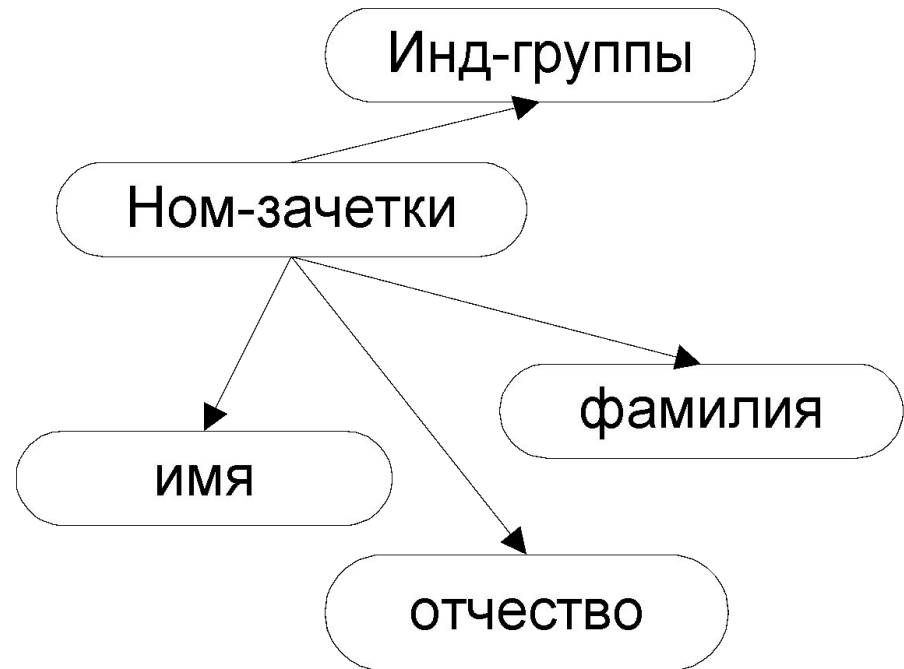 Инд-группы
Ном-зачетки
фамилия
имя
отчество